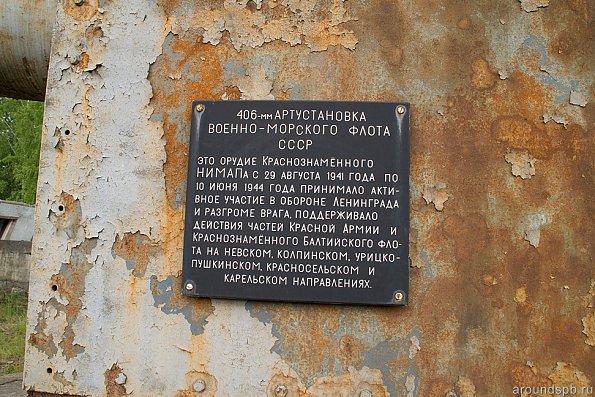 406-мм АРТУСТАНОВКА
ВОЕННО-МОРСКОГО ФЛОТА
СССР
ЭТО ОРУДИЕ КРАСНОЗНАМЁННОГО
НИМАПа С 29 АВГУСТА 1941 ГОДА ПО
10 ИЮНЯ 1944 ГОДА ПРИНИМАЛО АКТИ-
ВНОЕ УЧАСТИЕ В ОБОРОНЕ ЛЕНИНГРАДА
И РАЗГРОМЕ ВРАГА, ПОДДЕРЖИВАЛО
ДЕЙСТВИЯ ЧАСТЕЙ КРАСНОЙ АРМИИ И
КРАСНОЗНАМЁННОГО БАЛТИЙСКОГО ФЛО-
ТА НА НЕВСКОМ, КОЛПИНСКОМ, УРИЦКО-
ПУШКИНСКОМ, КРАСНОСЕЛЬСКОМ И
КАРЕЛЬСКОМ НАПРАВЛЕНИЯХ.
aroundspb.ru